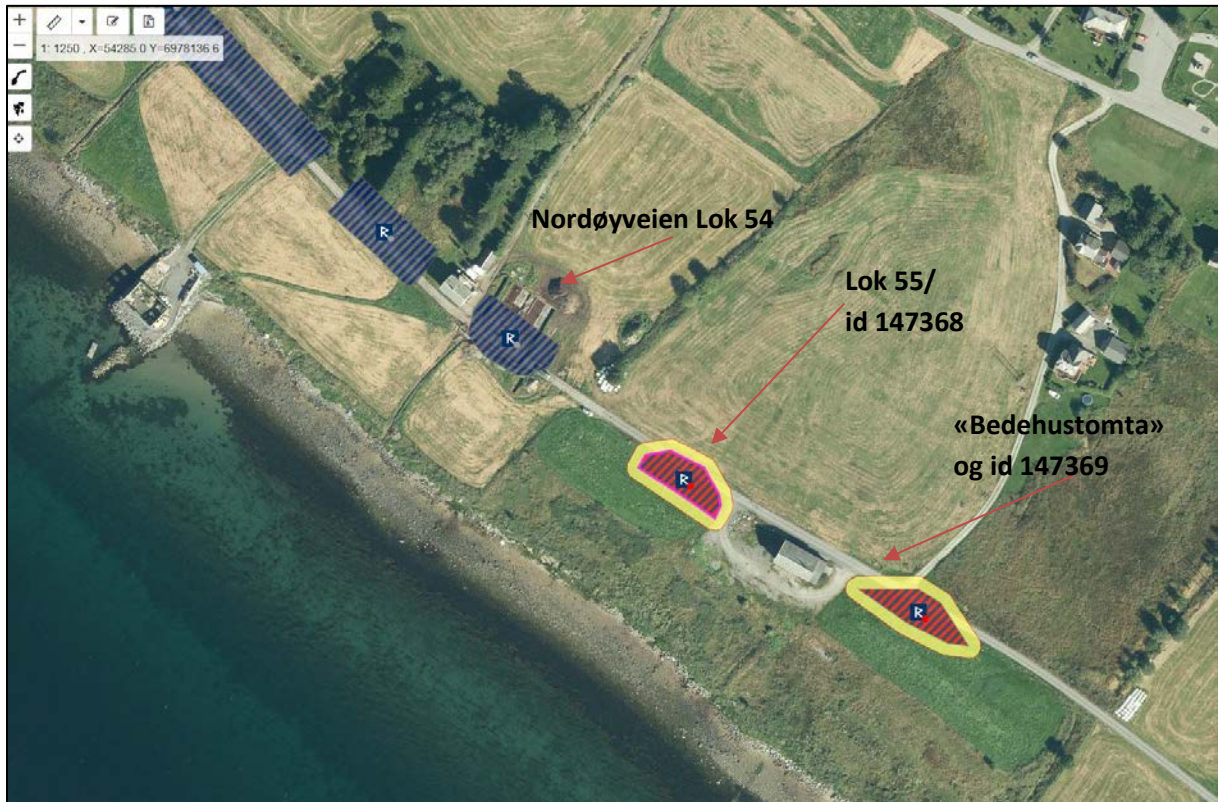 1: 1250 , X=54285.0 Y=6978136.6
Nordøyveien Lok 54
Lok 55/
id 147368
«Bedehustomta»
og id 147369
R
R
R
R